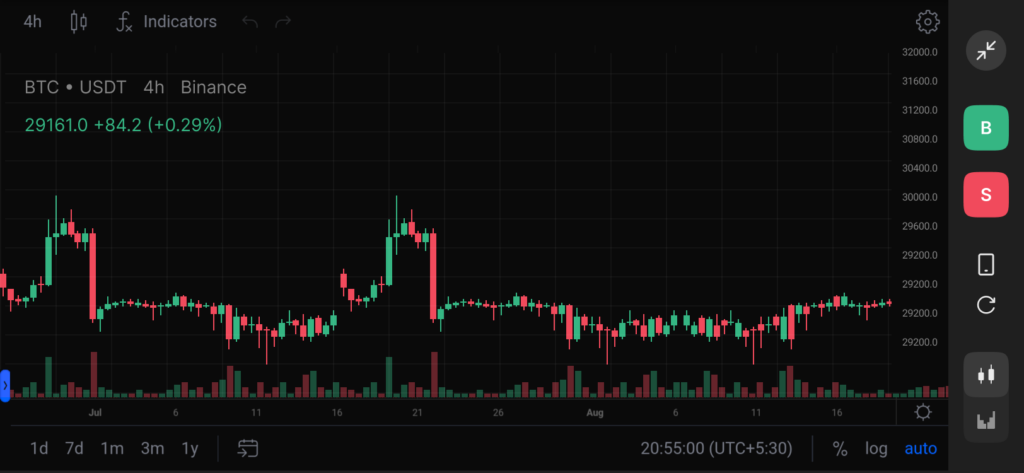 4h Indicators
BTC • USDT 4h Binance
29161.0 +84.2 (+0.29%)
32000.0
31600.0
31200.0
30800.0
30400.0
30000.0
29600.0
29200.0
29200.0
29200.0
29200.0
B
S
Jul 6 11 16 21 26 Aug 6 11 16
1d 7d 1m 3m 1y 20:55:00 (UTC+5:30) % log auto